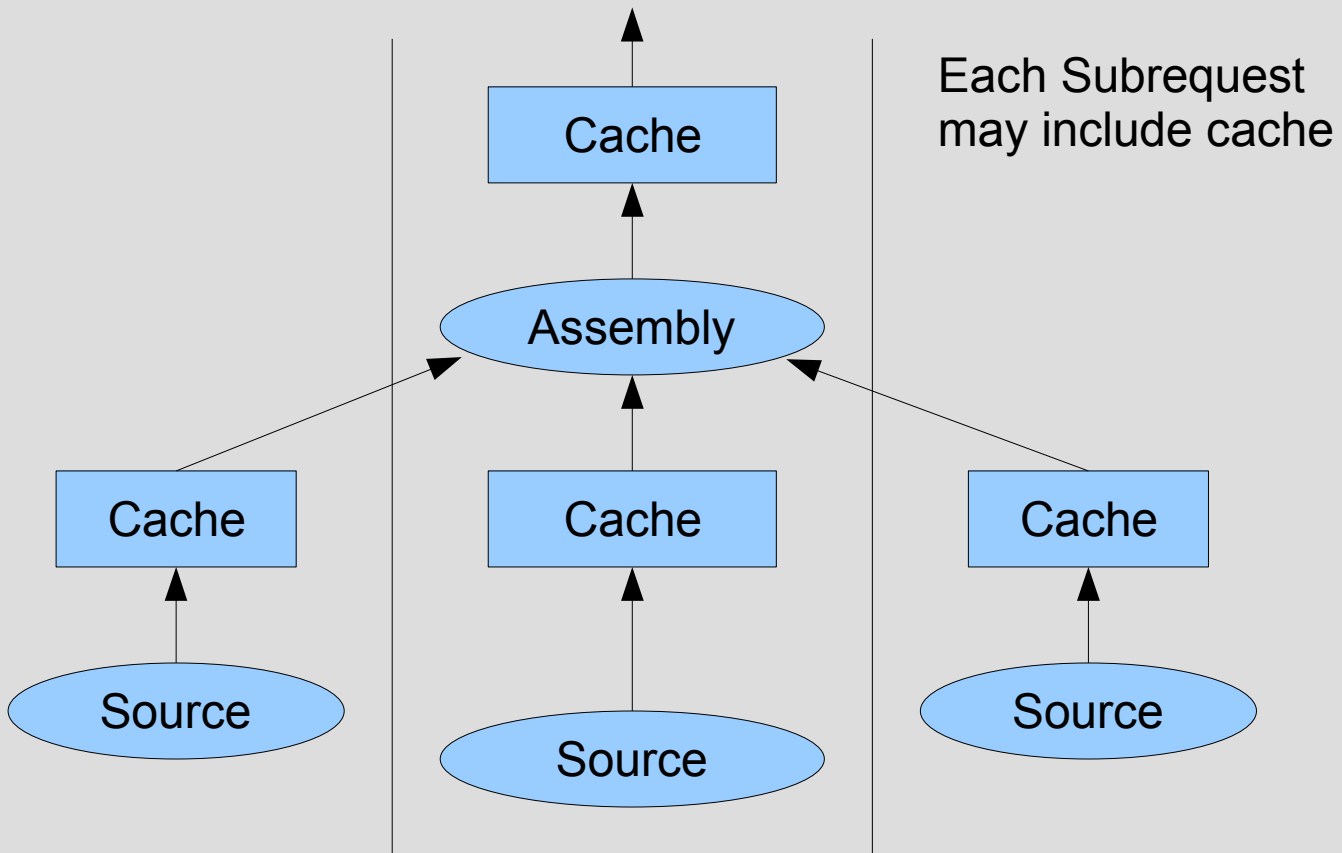 Each Subrequest
may include cache
Cache
Assembly
Cache
Cache
Cache
Source
Source
Source